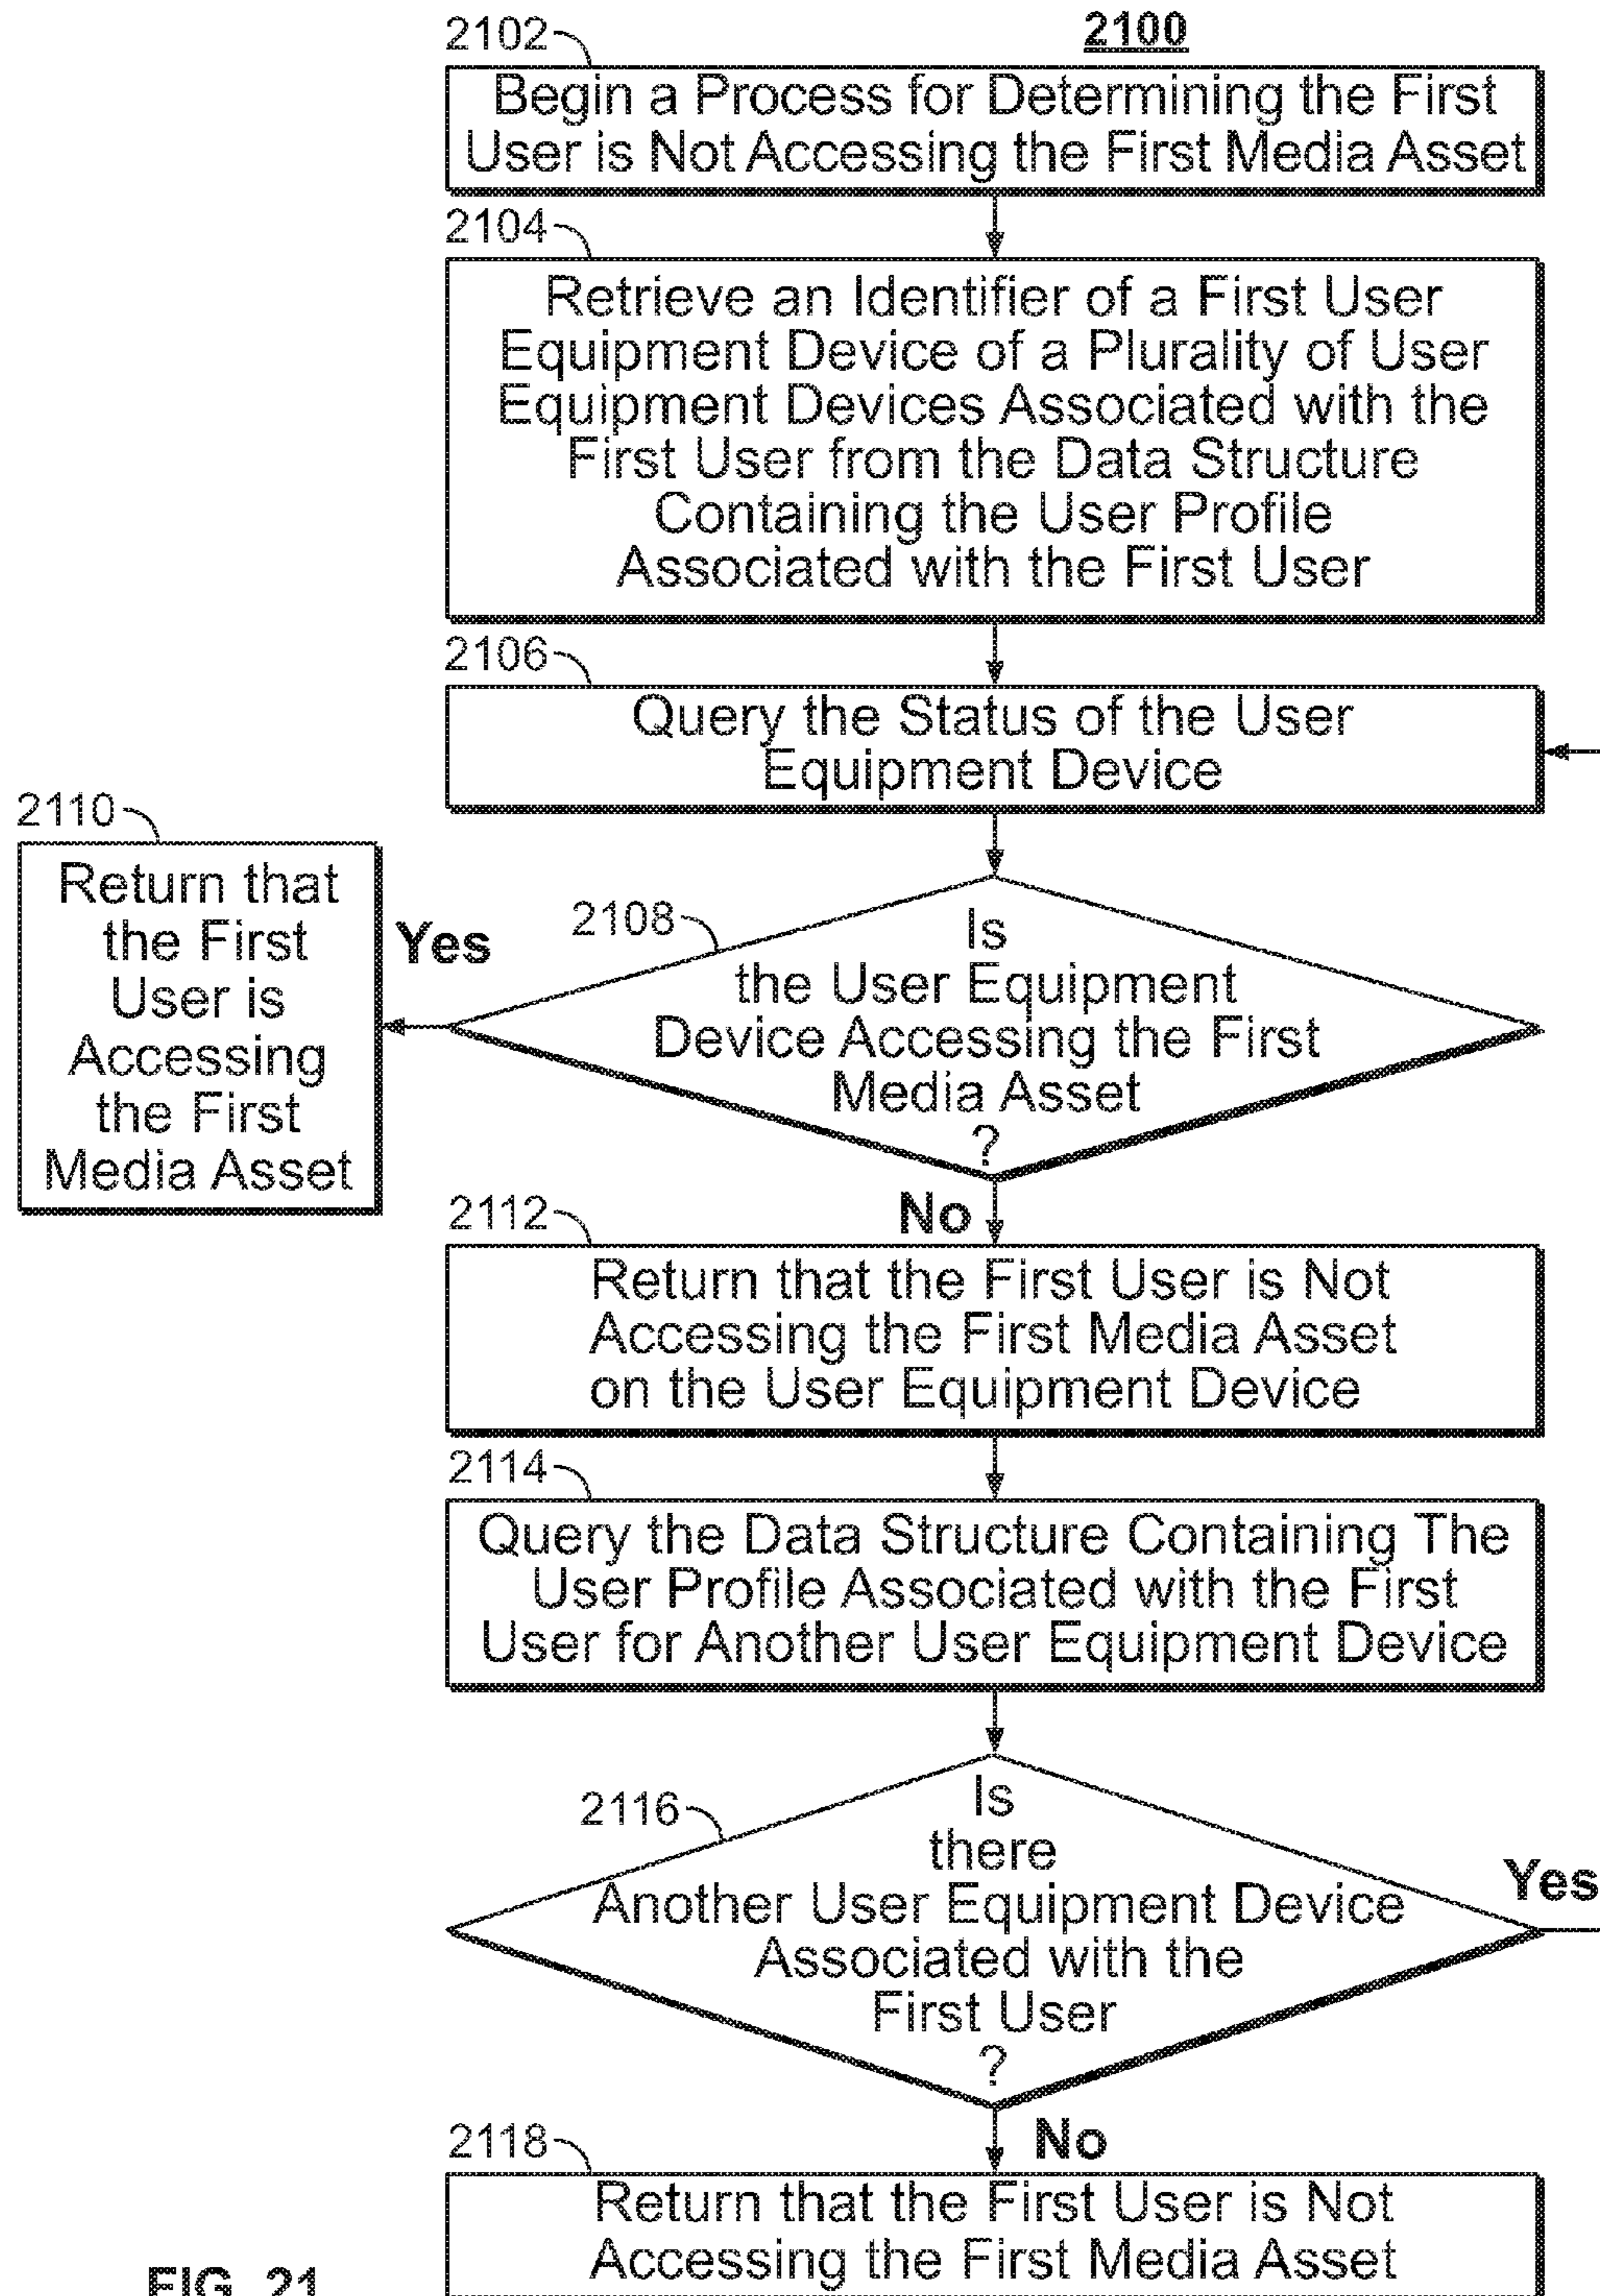 2100
2102
Begin a Process for Determining the First
User is Not Accessing the First Media Asset
2104
Retrieve an Identifier of a First User
Equipment Device of a Plurality of User
Equipment Devices Associated with the
First User from the Data Structure
Containing the User Profile
Associated with the First User
2106
Query the Status of the User
Equipment Device
2108
Is
the User Equipment
Device Accessing the First
Media Asset
?
Yes
2110
Return that
the First
User is
Accessing
the First
Media Asset
No
2112
Return that the First User is Not
Accessing the First Media Asset
on the User Equipment Device
2114
Query the Data Structure Containing The
User Profile Associated with the First
User for Another User Equipment Device
2116
Is
there
Another User Equipment Device
Associated with the
First User
?
Yes
No
2118
Return that the First User is Not
Accessing the First Media Asset
FIG. 21